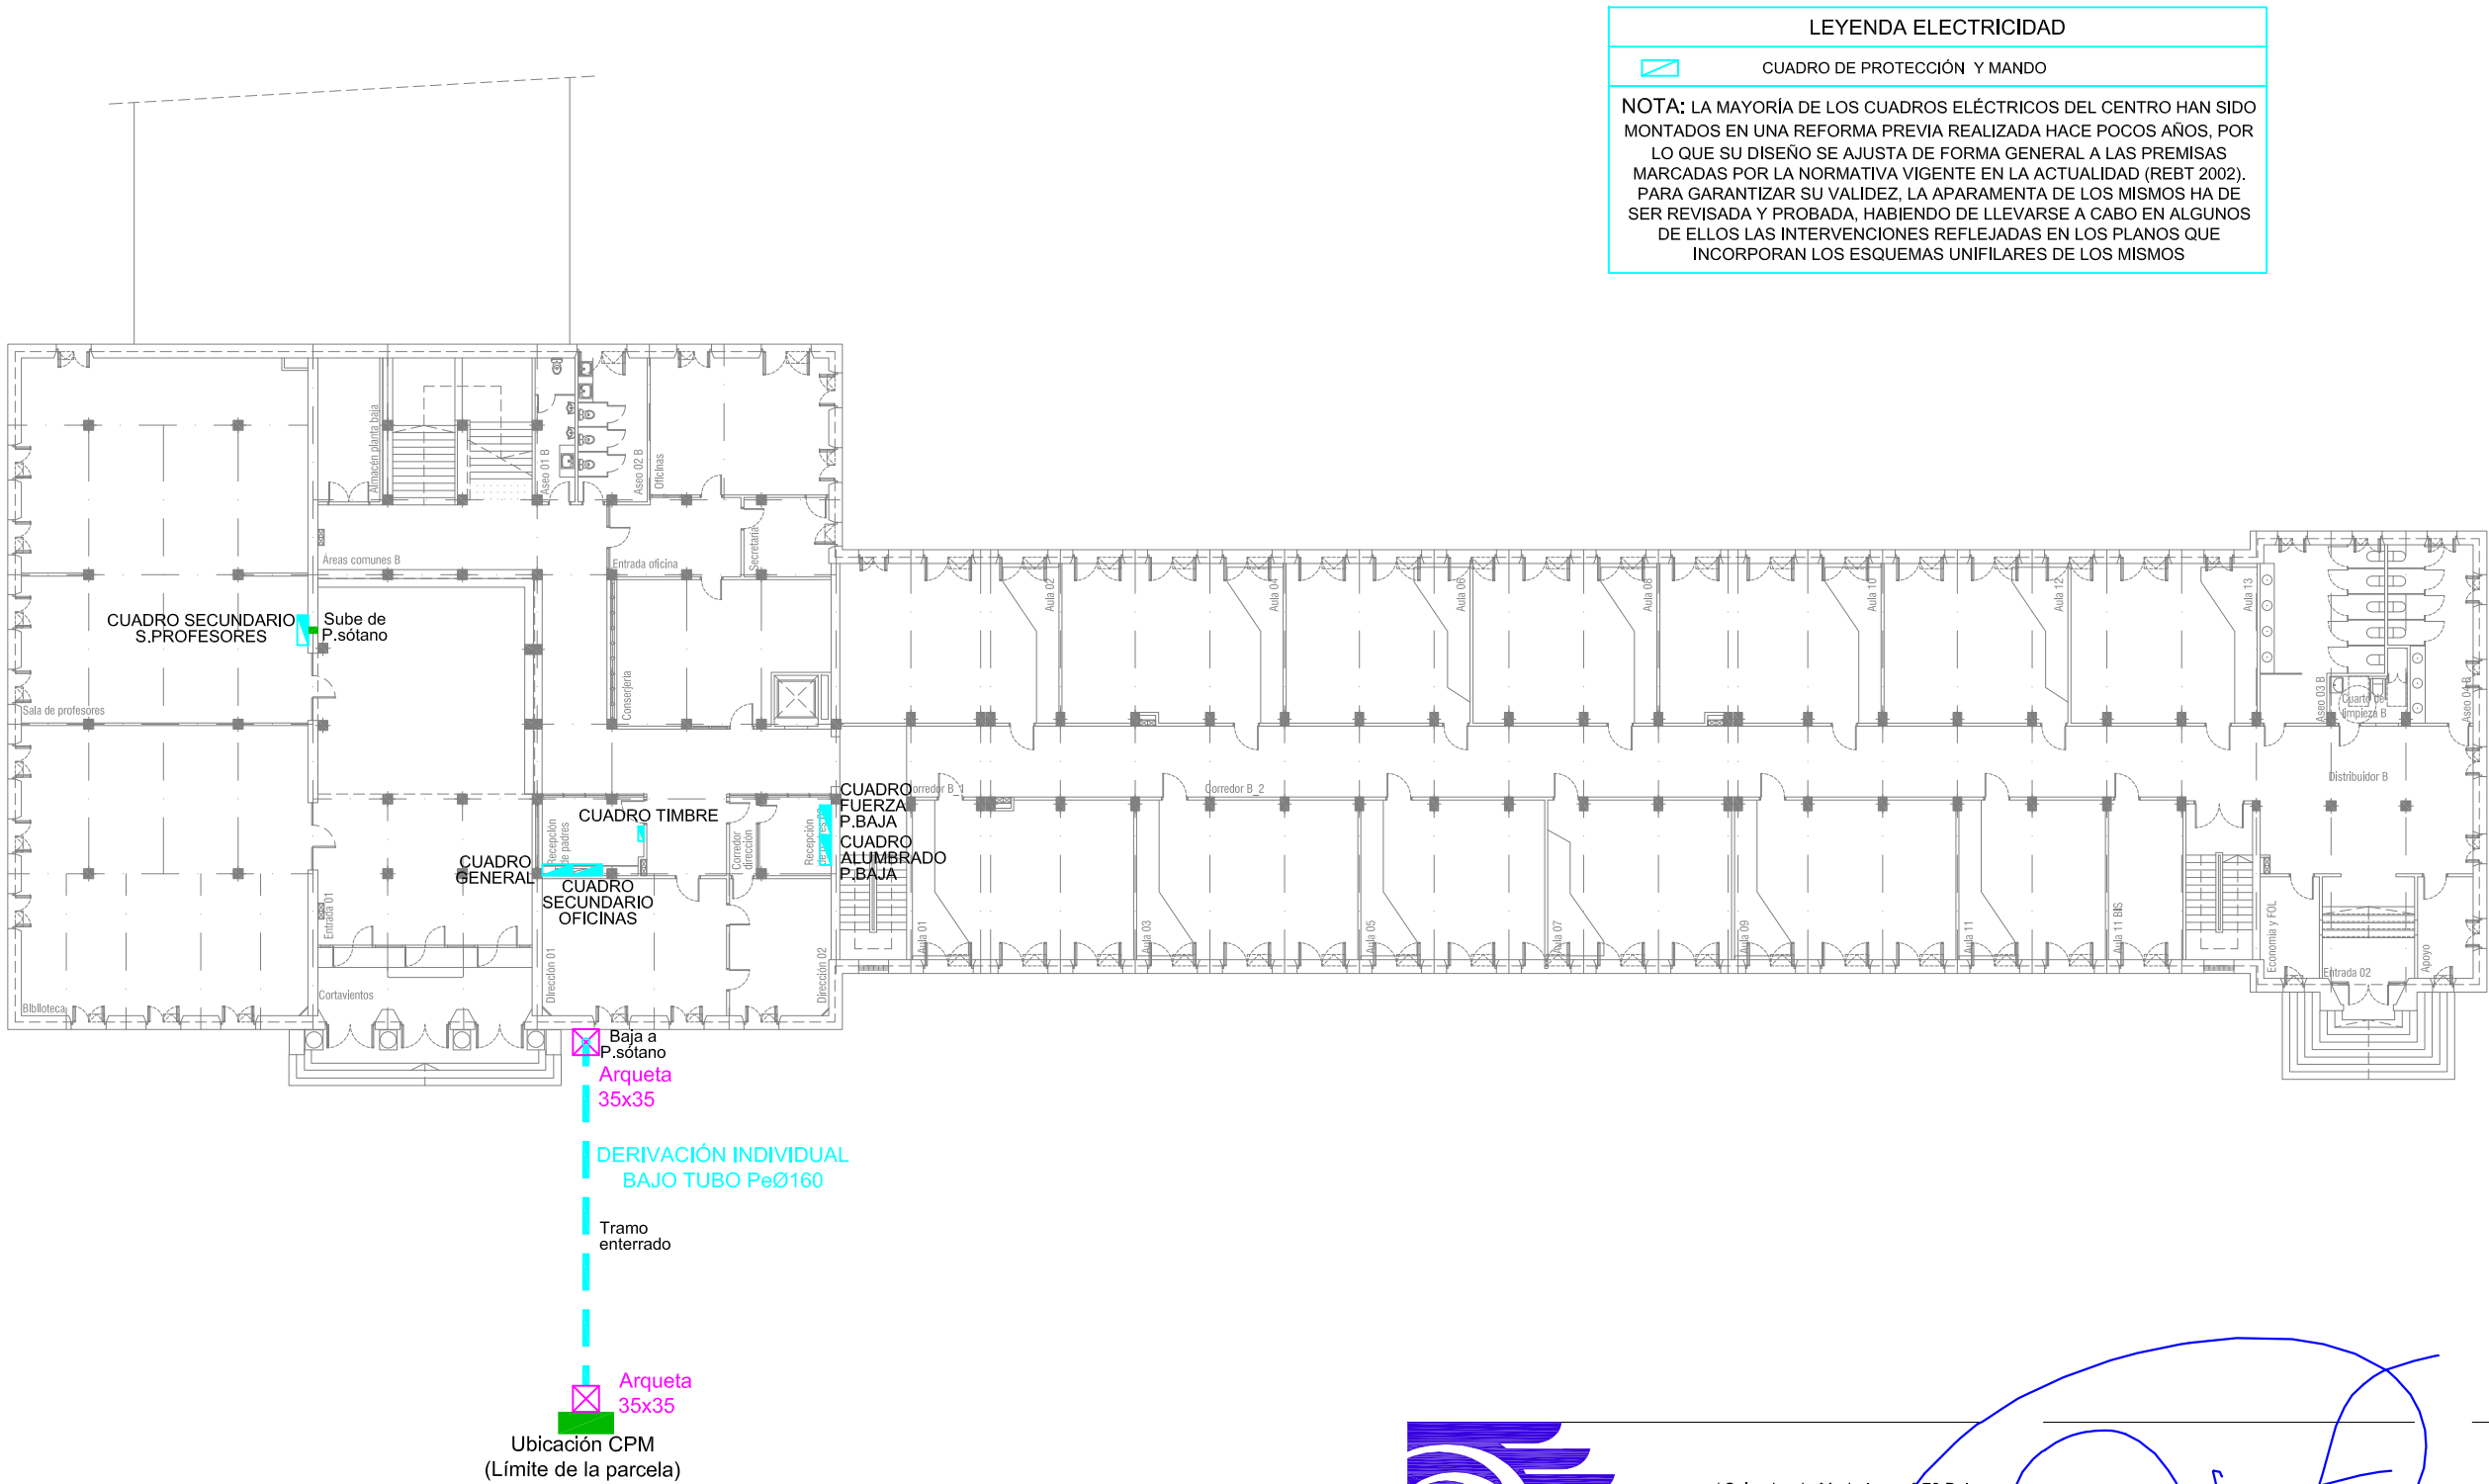 LEYENDA ELECTRICIDAD
CUADRO DE PROTECCIÓN Y MANDO
NOTA: LA MAYORÍA DE LOS CUADROS ELÉCTRICOS DEL CENTRO HAN SIDO
MONTADOS EN UNA REFORMA PREVIA REALIZADA HACE POCOS AÑOS, POR
LO QUE SU DISEÑO SE AJUSTA DE FORMA GENERAL A LAS PREMISAS
MARCADAS POR LA NORMATIVA VIGENTE EN LA ACTUALIDAD (REBT 2002).
PARA GARANTIZAR SU VALIDEZ, LA APARAMENTA DE LOS MISMOS HA DE
SER REVISADA Y PROBADA, HABIENDO DE LLEVARSE A CABO EN ALGUNOS
DE ELLOS LAS INTERVENCIONES REFLEJADAS EN LOS PLANOS QUE
INCORPORAN LOS ESQUEMAS UNIFILARES DE LOS MISMOS
Almacén planta baja
Aseo 01 B
Aseo 02 B
Oficinas
Áreas comunes B
Entrada oficina
Secretaría
CUADRO SECUNDARIO
S.PROFESORES
Sube de
P.sótano
Sala de profesores
Conserjería
Aula 02
Aula 04
Aula 06
Aula 08
Aula 10
Aula 12
Aula 13
Aseo 03 B
Cuarto de
limpieza B
Aseo 04 B
Distribuidor B
Corredor B_2
CUADRO
FUERZA
P.BAJA
CUADRO
ALUMBRADO
P.BAJA
CUADRO TIMBRE
Recepción
de padres
Corredor
dirección
Recepción
CUADRO
GENERAL
CUADRO
SECUNDARIO
OFICINAS
Entrada 01
Cortavientos
Biblioteca
Dirección 01
Dirección 02
Aula 01
Aula 03
Aula 05
Aula 07
Aula 09
Aula 11
Aula 11 BIS
Economía y FOL
Entrada 02
Apoyo
Baja a
P.sótano
Arqueta
35x35
DERIVACIÓN INDIVIDUAL
BAJO TUBO PeØ160
Tramo
enterrado
Arqueta
35x35
Ubicación CPM
(Límite de la parcela)